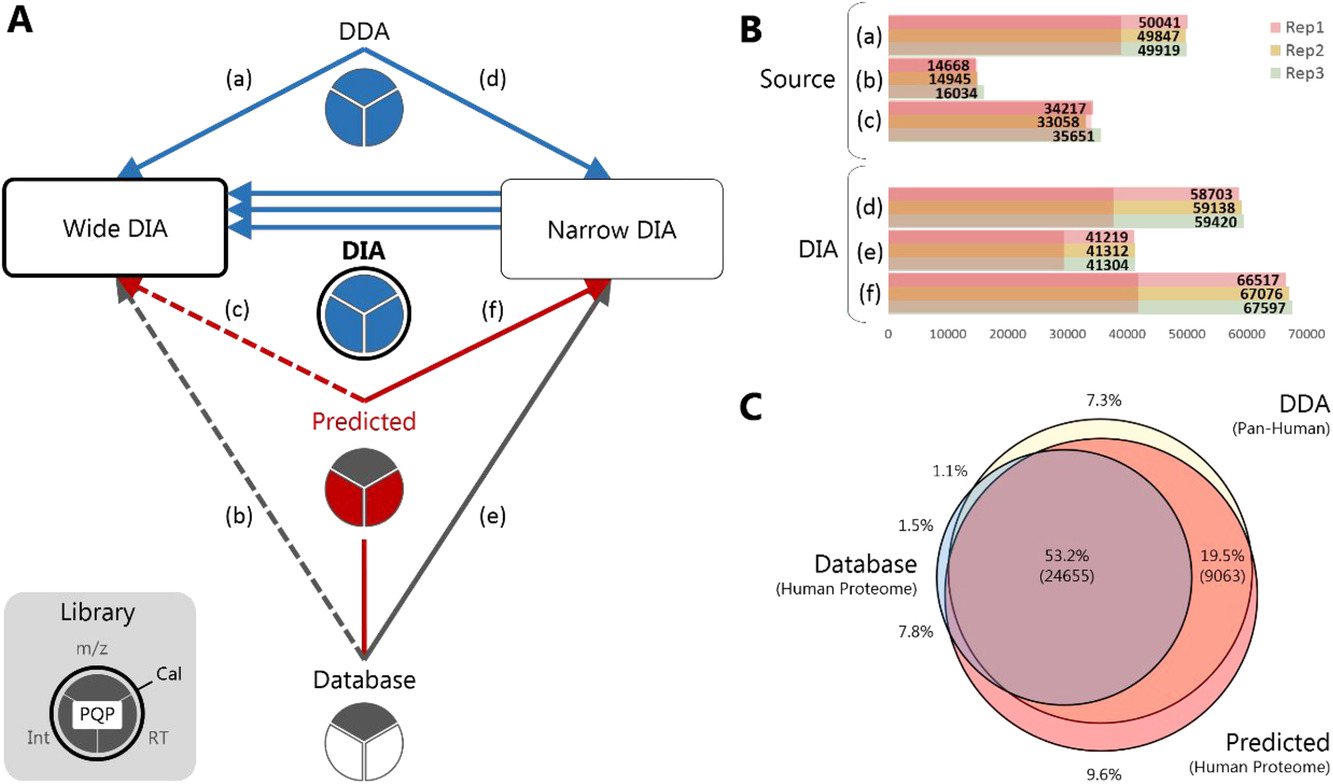 A
DDA
(a)
(d)
Wide DIA
Narrow DIA
DIA
(c)
(f)
Predicted
(b)
(e)
Database
Library
m/z
Cal
PQP
Int
RT
B
Source
(a)
50041
49847
49919
(b)
14668
14945
16034
(c)
34217
33058
35651
Rep1
Rep2
Rep3
DIA
(d)
58703
59138
59420
(e)
41219
41312
41304
(f)
66517
67076
67597
0 10000 20000 30000 40000 50000 60000 70000
C
7.3%
DDA
(Pan-Human)
1.1%
1.5%
53.2%
(24655)
19.5%
(9063)
Database
(Human Proteome)
7.8%
Predicted
(Human Proteome)
9.6%